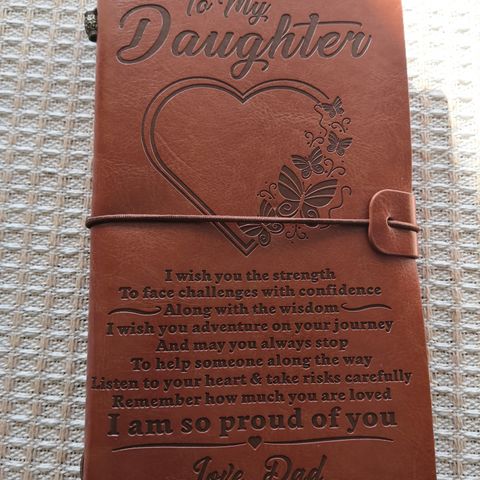 To My
Daughter
I wish you the strength
To face challenges with confidence
Along with the wisdom
I wish you adventure on your journey
And may you always stop
To help someone along the way
Listen to your heart & take risks carefully
Remember how much you are loved
I am so proud of you
Love, Dad